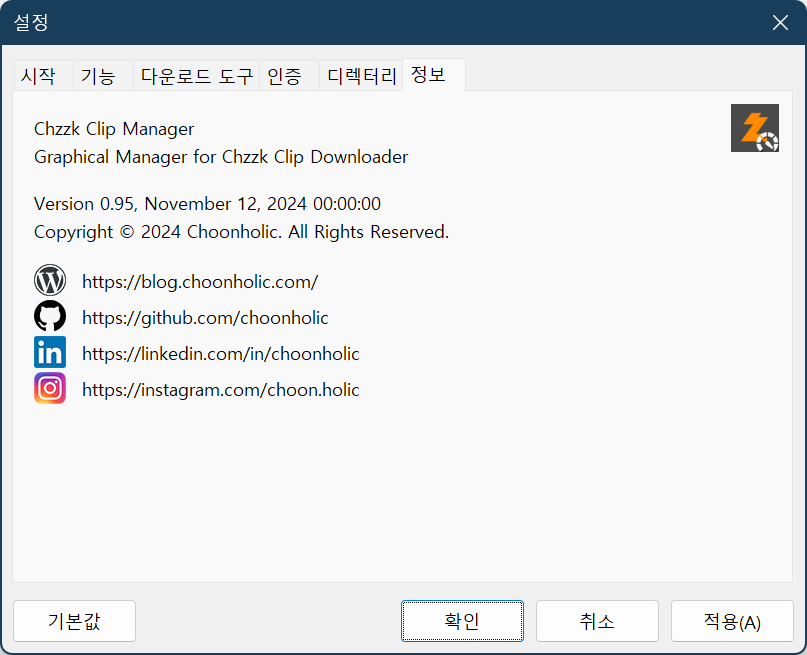 설정
시작 기능 다운로드 도구 인증 디렉터리 정보
Chzzk Clip Manager
Graphical Manager for Chzzk Clip Downloader
Version 0.95, November 12, 2024 00:00:00
Copyright © 2024 Choonholic. All Rights Reserved.
https://blog.choonholic.com/
https://github.com/choonholic
https://linkedin.com/in/choonholic
https://instagram.com/choon.holic
기본값 확인 취소 적용(A)